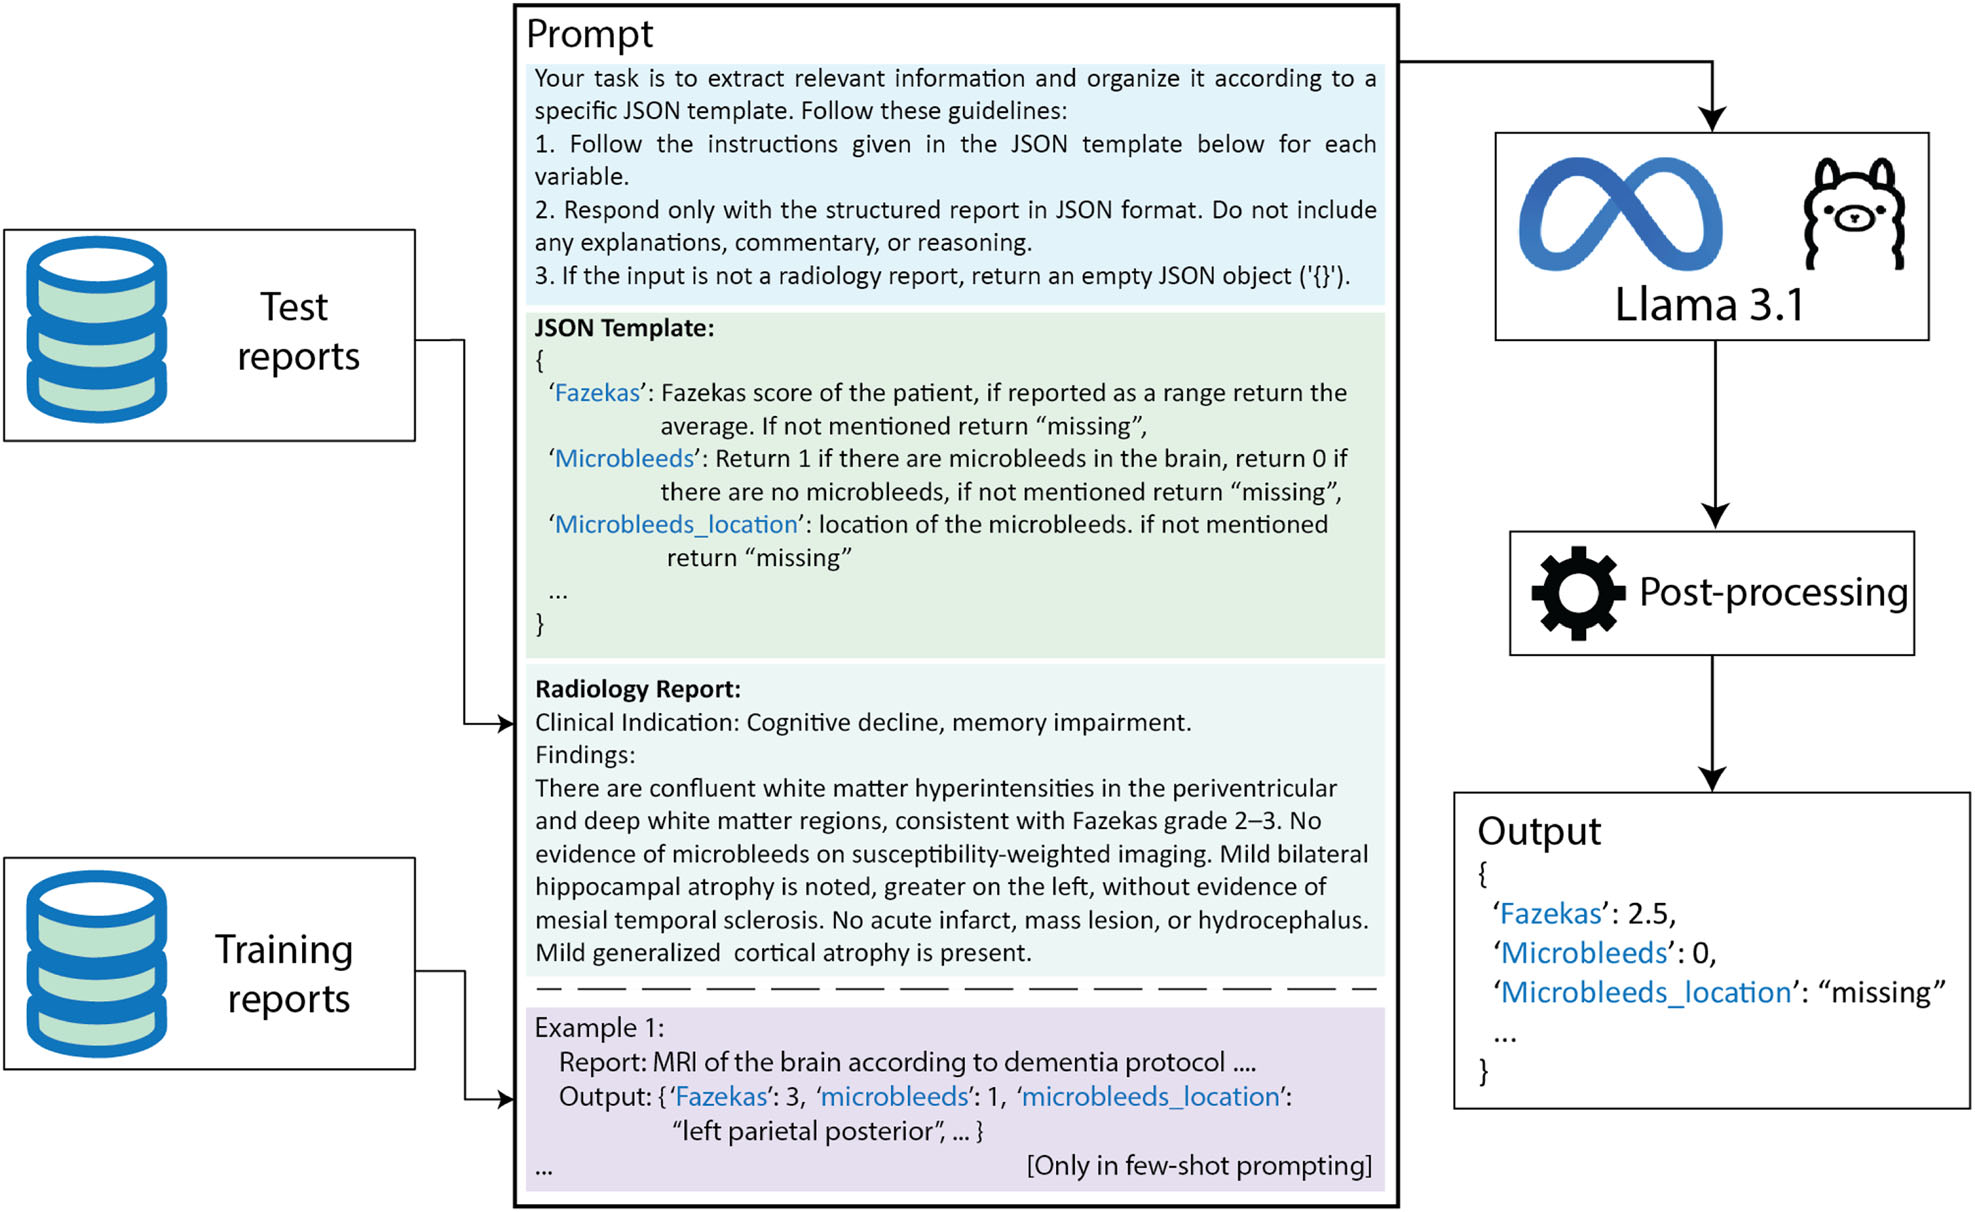 Test
reports
Training
reports
Prompt
Your task is to extract relevant information and organize it according to a
specific JSON template. Follow these guidelines:
1. Follow the instructions given in the JSON template below for each
variable.
2. Respond only with the structured report in JSON format. Do not include
any explanations, commentary, or reasoning.
3. If the input is not a radiology report, return an empty JSON object ('{}').
JSON Template:
{
‘Fazekas’: Fazekas score of the patient, if reported as a range return the
average. If not mentioned return “missing”,
‘Microbleeds’: Return 1 if there are microbleeds in the brain, return 0 if
there are no microbleeds, if not mentioned return “missing”,
‘Microbleeds_location’: location of the microbleeds. if not mentioned
return “missing”
...
}
Radiology Report:
Clinical Indication: Cognitive decline, memory impairment.
Findings:
There are confluent white matter hyperintensities in the periventricular
and deep white matter regions, consistent with Fazekas grade 2–3. No
evidence of microbleeds on susceptibility-weighted imaging. Mild bilateral
hippocampal atrophy is noted, greater on the left, without evidence of
mesial temporal sclerosis. No acute infarct, mass lesion, or hydrocephalus.
Mild generalized cortical atrophy is present.
Example 1:
Report: MRI of the brain according to dementia protocol ....
Output: {‘Fazekas’: 3, ‘microbleeds’: 1, ‘microbleeds_location’:
“left parietal posterior”, ... }
... [Only in few-shot prompting]
Llama 3.1
Post-processing
Output
{
‘Fazekas’: 2.5,
‘Microbleeds’: 0,
‘Microbleeds_location’: “missing”
...
}